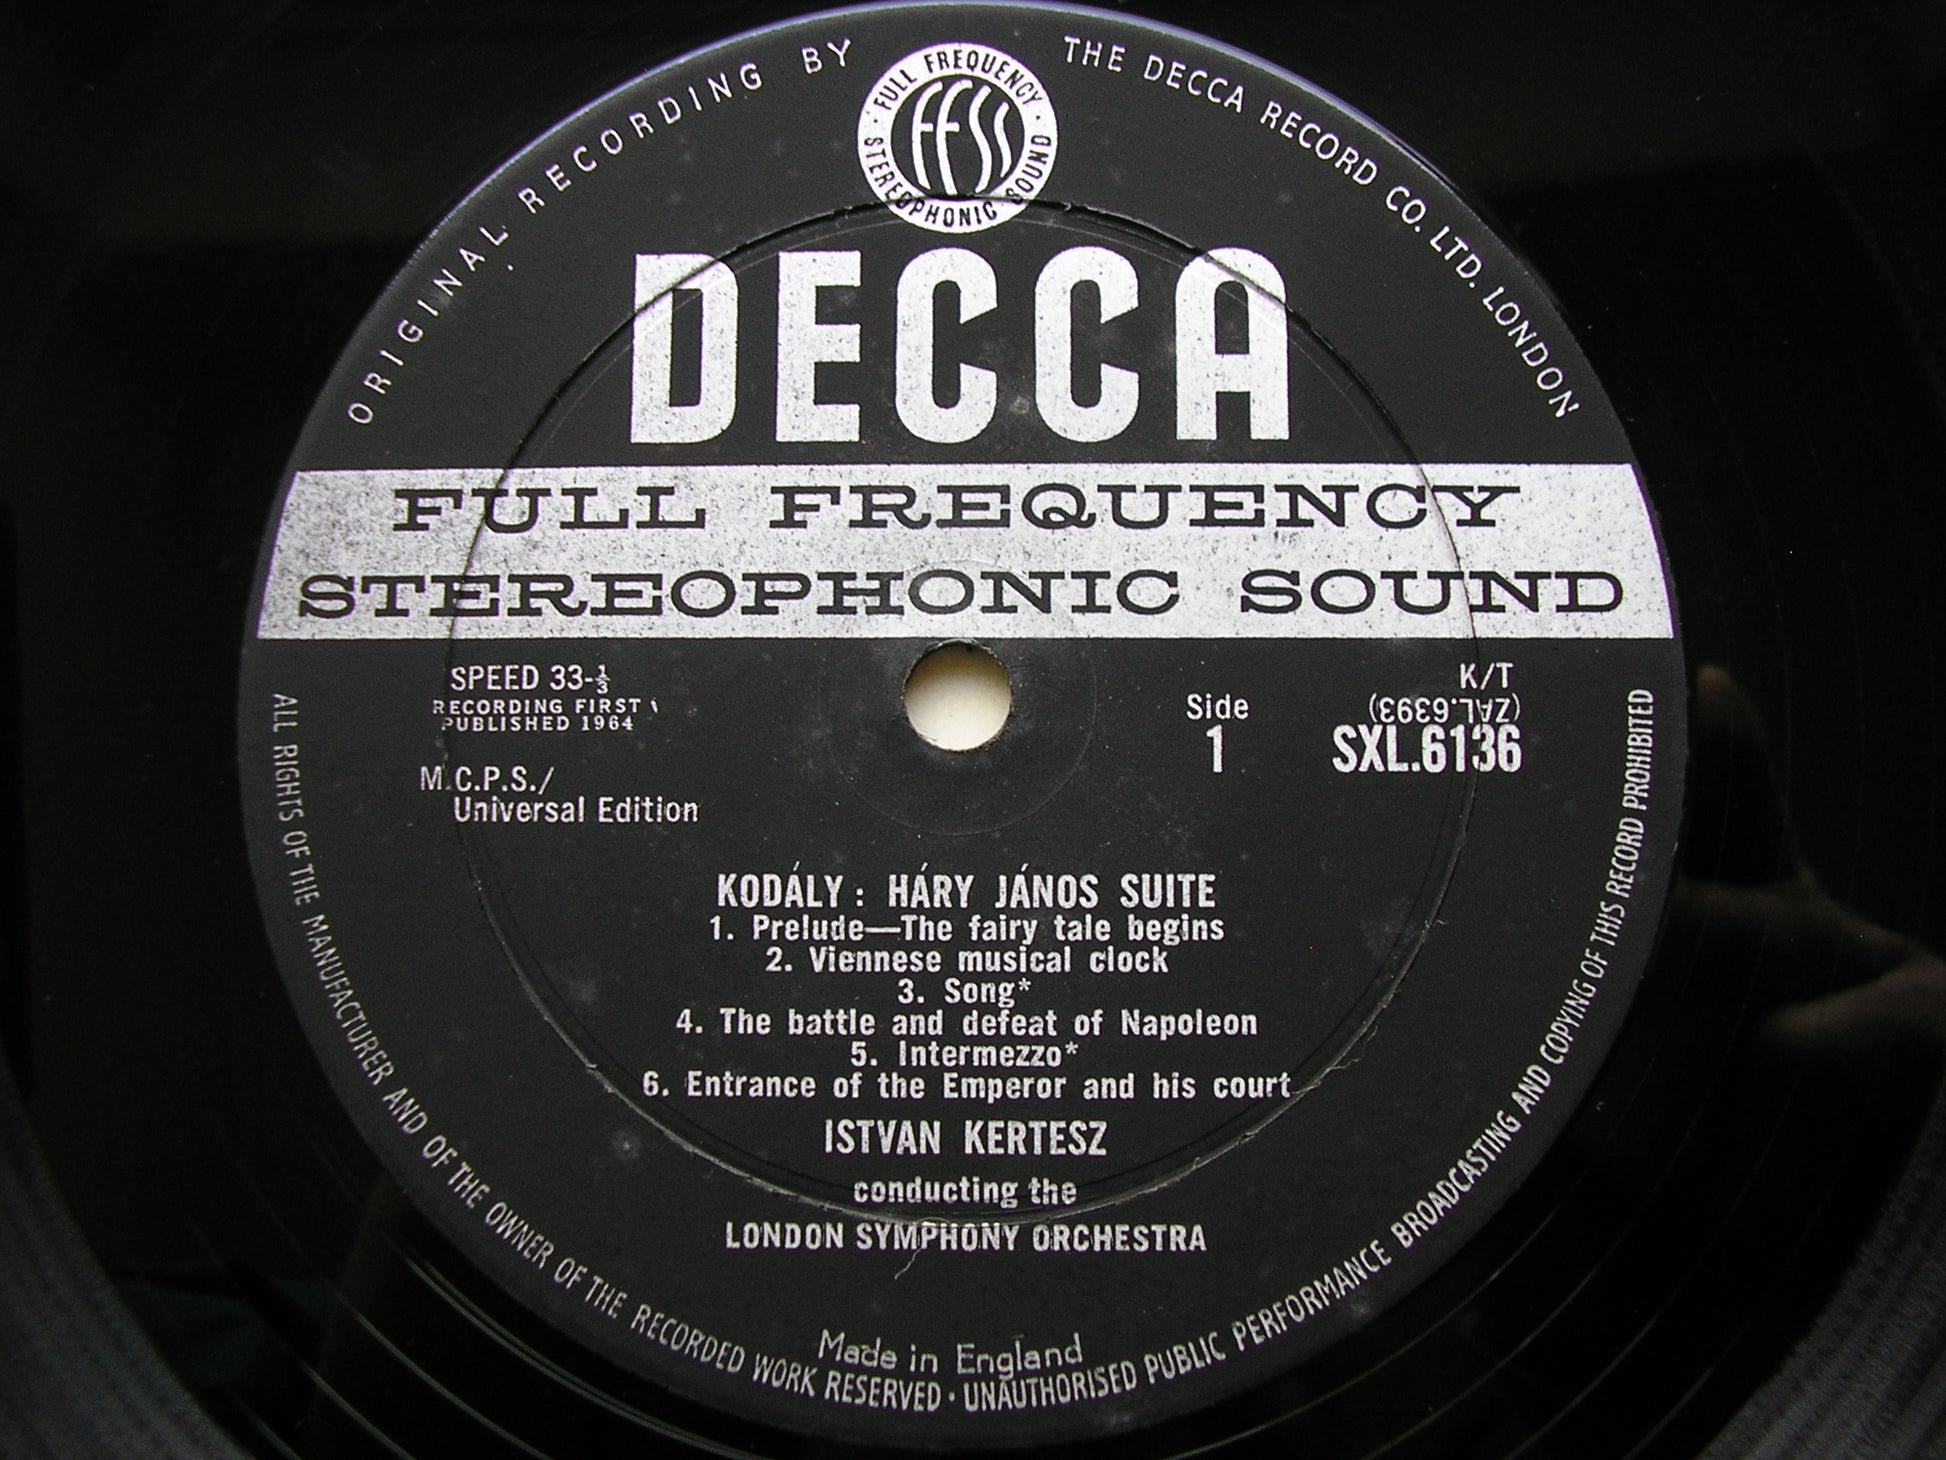 ORIGINAL RECORDING BY THE DECCA RECORD CO. LTD. LONDON
· FULL FREQUENCY · STEREOPHONIC SOUND
FFSS
DECCA
FULL FREQUENCY
STEREOPHONIC SOUND
SPEED 33-⅓
RECORDING FIRST
PUBLISHED 1964
K/T
(ZAL.6393)
Side
1
SXL.6136
M.C.P.S./
Universal Edition
KODÁLY: HÁRY JÁNOS SUITE
1. Prelude—The fairy tale begins
2. Viennese musical clock
3. Song*
4. The battle and defeat of Napoleon
5. Intermezzo*
6. Entrance of the Emperor and his court
ISTVAN KERTESZ
conducting the
LONDON SYMPHONY ORCHESTRA
Made in England
ALL RIGHTS OF THE MANUFACTURER AND OF THE OWNER OF THE RECORDED WORK RESERVED · UNAUTHORISED PUBLIC PERFORMANCE BROADCASTING AND COPYING OF THIS RECORD PROHIBITED